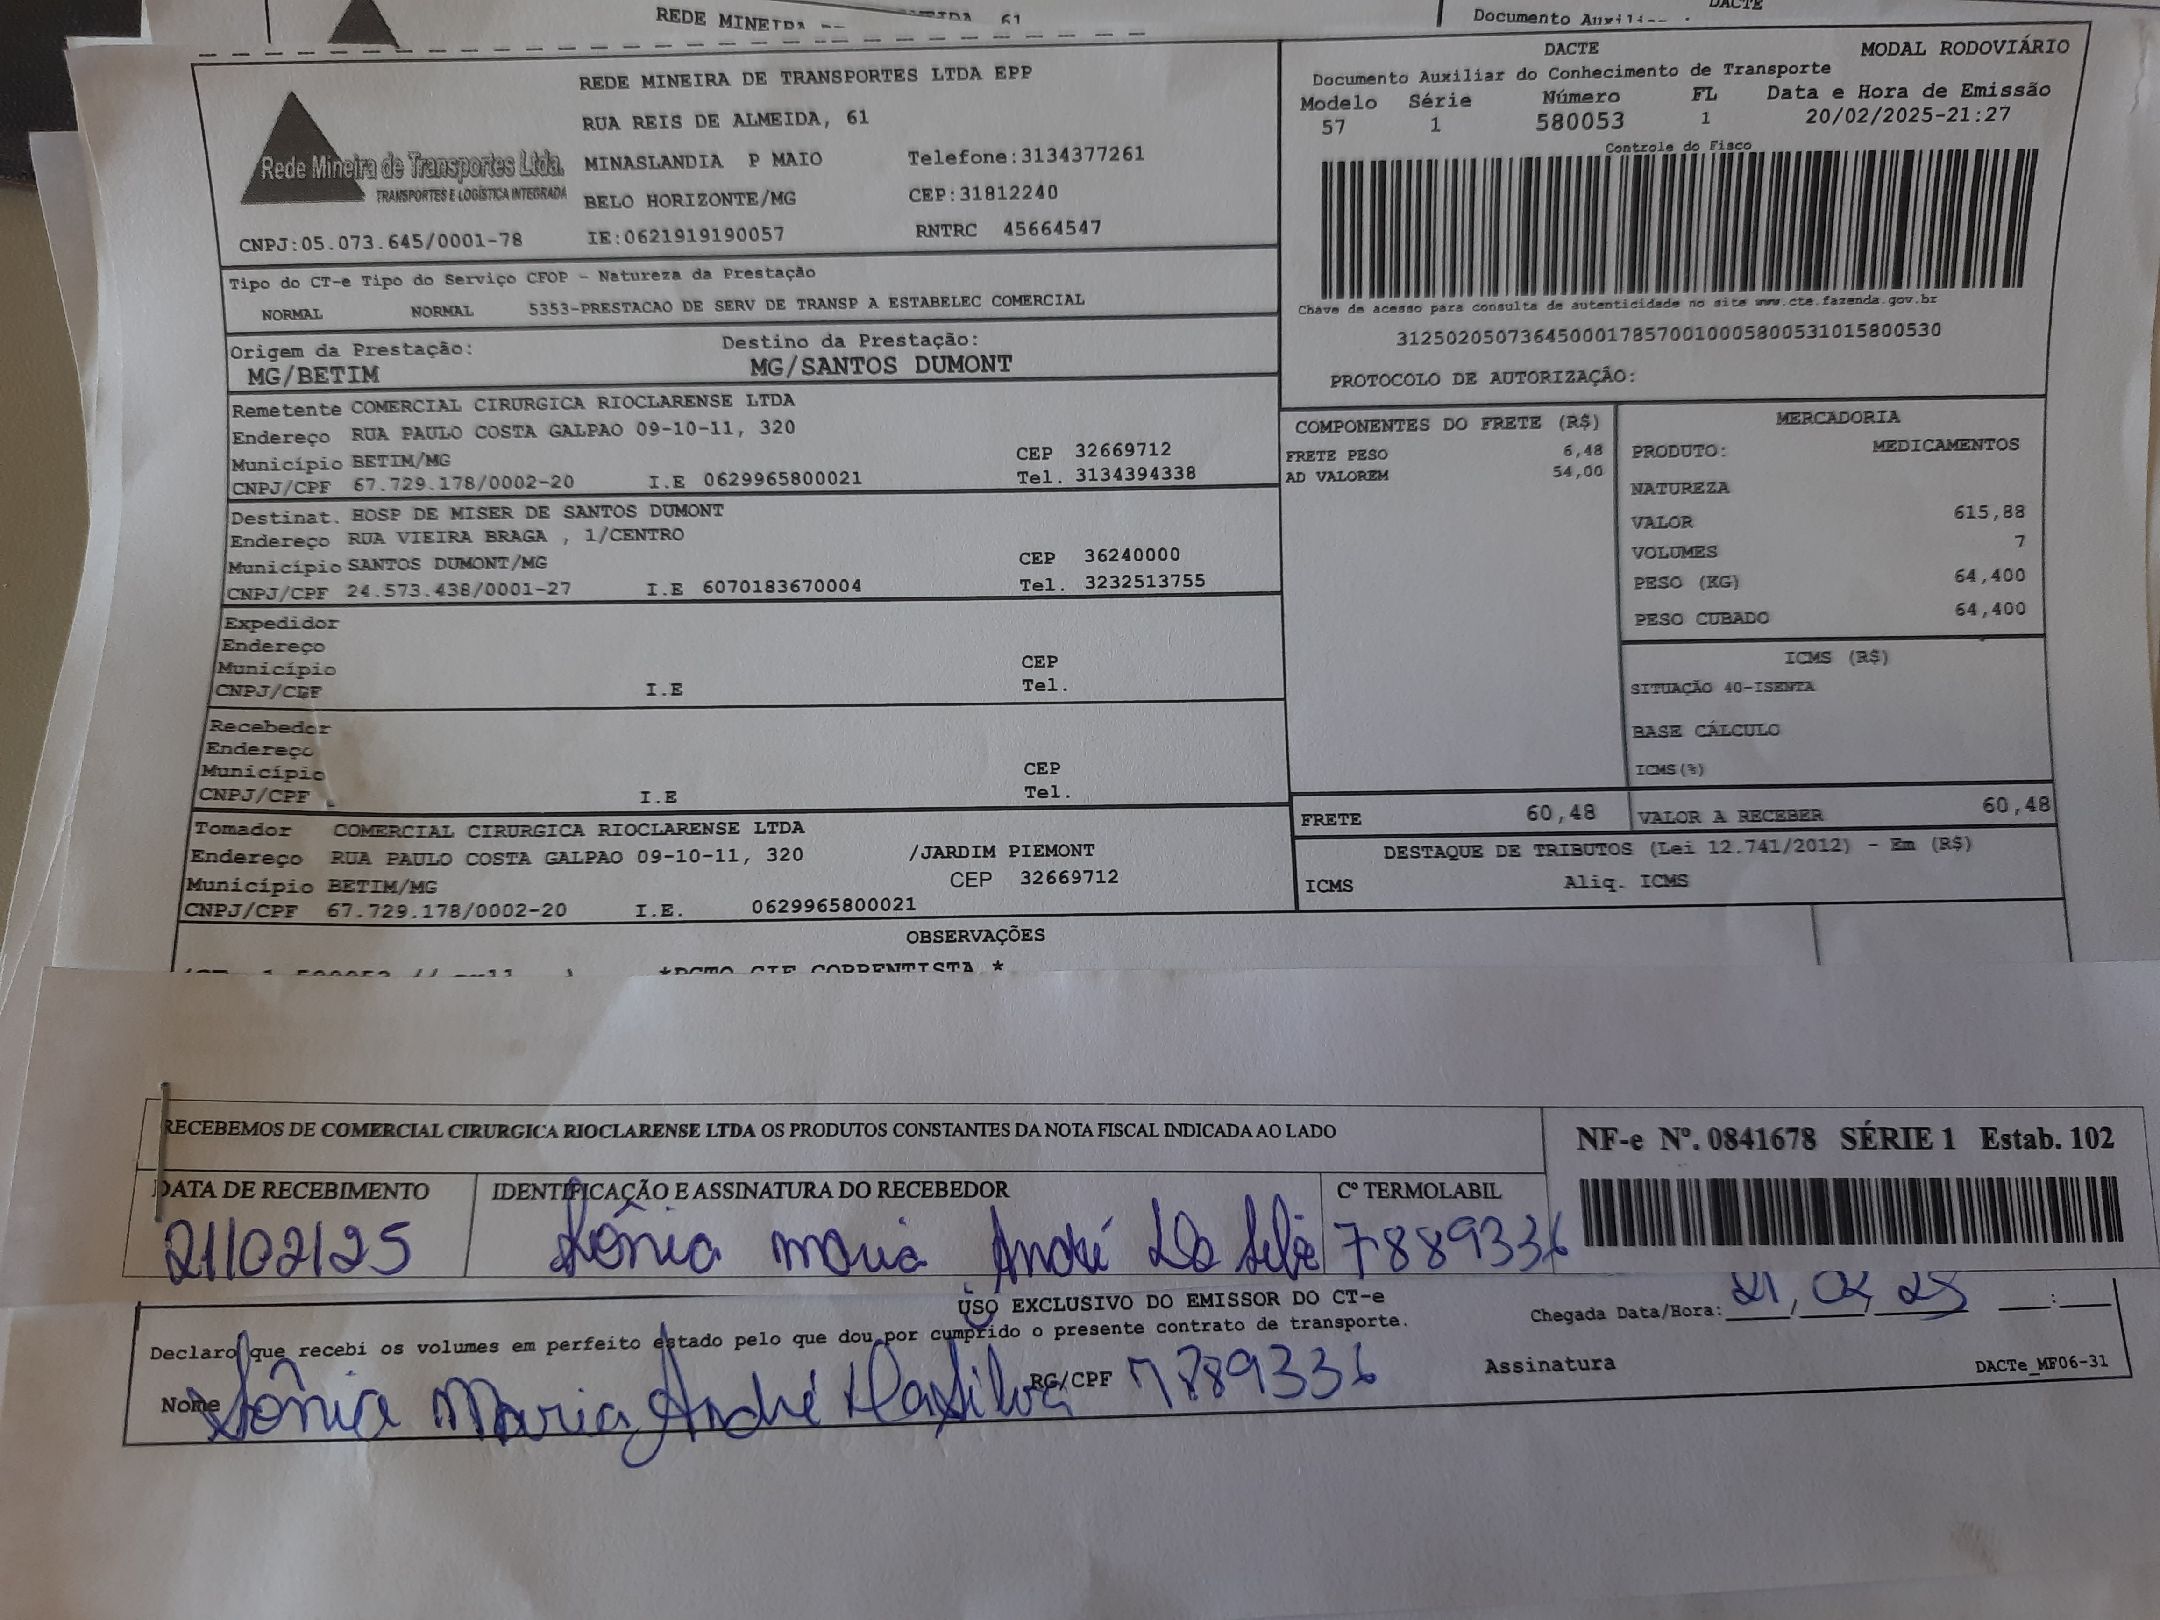 REDE MINEIRA
61
DACTE
REDE MINEIRA DE TRANSPORTES LTDA EPP
RUA REIS DE ALMEIDA, 61
MINASLANDIA P MAIO Telefone:3134377261
BELO HORIZONTE/MG CEP:31812240
Rede Mineira de Transportes Ltda.
TRANSPORTES E LOGÍSTICA INTEGRADA
CNPJ:05.073.645/0001-78 IE:0621919190057 RNTRC 45664547
DACTE MODAL RODOVIÁRIO
Documento Auxiliar do Conhecimento de Transporte
Modelo Série Número FL Data e Hora de Emissão
57 1 580053 1 20/02/2025-21:27
Controle do Fisco
Chave de acesso para consulta de autenticidade no site www.cte.fazenda.gov.br
31250205073645000178570010005800531015800530
PROTOCOLO DE AUTORIZAÇÃO:
Tipo do CT-e Tipo do Serviço CFOP - Natureza da Prestação
NORMAL NORMAL 5353-PRESTACAO DE SERV DE TRANSP A ESTABELEC COMERCIAL
Origem da Prestação: Destino da Prestação:
MG/BETIM MG/SANTOS DUMONT
Remetente COMERCIAL CIRURGICA RIOCLARENSE LTDA
Endereço RUA PAULO COSTA GALPAO 09-10-11, 320
Município BETIM/MG CEP 32669712
CNPJ/CPF 67.729.178/0002-20 I.E 0629965800021 Tel. 3134394338
Destinat. HOSP DE MISER DE SANTOS DUMONT
Endereço RUA VIEIRA BRAGA , 1/CENTRO
Município SANTOS DUMONT/MG CEP 36240000
CNPJ/CPF 24.573.438/0001-27 I.E 6070183670004 Tel. 3232513755
Expedidor
Endereço
Município CEP
CNPJ/CPF I.E Tel.
Recebedor
Endereço
Município CEP
CNPJ/CPF I.E Tel.
Tomador COMERCIAL CIRURGICA RIOCLARENSE LTDA
Endereço RUA PAULO COSTA GALPAO 09-10-11, 320 /JARDIM PIEMONT
Município BETIM/MG CEP 32669712
CNPJ/CPF 67.729.178/0002-20 I.E. 0629965800021
COMPONENTES DO FRETE (R$)
FRETE PESO 6,48
AD VALOREM 54,00
MERCADORIA
PRODUTO: MEDICAMENTOS
NATUREZA
VALOR 615,88
VOLUMES 7
PESO (KG) 64,400
PESO CUBADO 64,400
ICMS (R$)
SITUAÇÃO 40-ISENTA
BASE CÁLCULO
ICMS(%)
FRETE 60,48 VALOR A RECEBER 60,48
DESTAQUE DE TRIBUTOS (Lei 12.741/2012) - Em (R$)
ICMS Aliq. ICMS
OBSERVAÇÕES
RECEBEMOS DE COMERCIAL CIRURGICA RIOCLARENSE LTDA OS PRODUTOS CONSTANTES DA NOTA FISCAL INDICADA AO LADO
NF-e Nº. 0841678 SÉRIE 1 Estab. 102
DATA DE RECEBIMENTO IDENTIFICAÇÃO E ASSINATURA DO RECEBEDOR Cº TERMOLABIL
21/02/25 Sônia Maria André Da Silva 7889336
USO EXCLUSIVO DO EMISSOR DO CT-e
Chegada Data/Hora: 21, 02, 25 :
Declaro que recebi os volumes em perfeito estado pelo que dou por cumprido o presente contrato de transporte.
Nome Sônia Maria André Da Silva RG/CPF 7889336 Assinatura DACTe_MF06-31